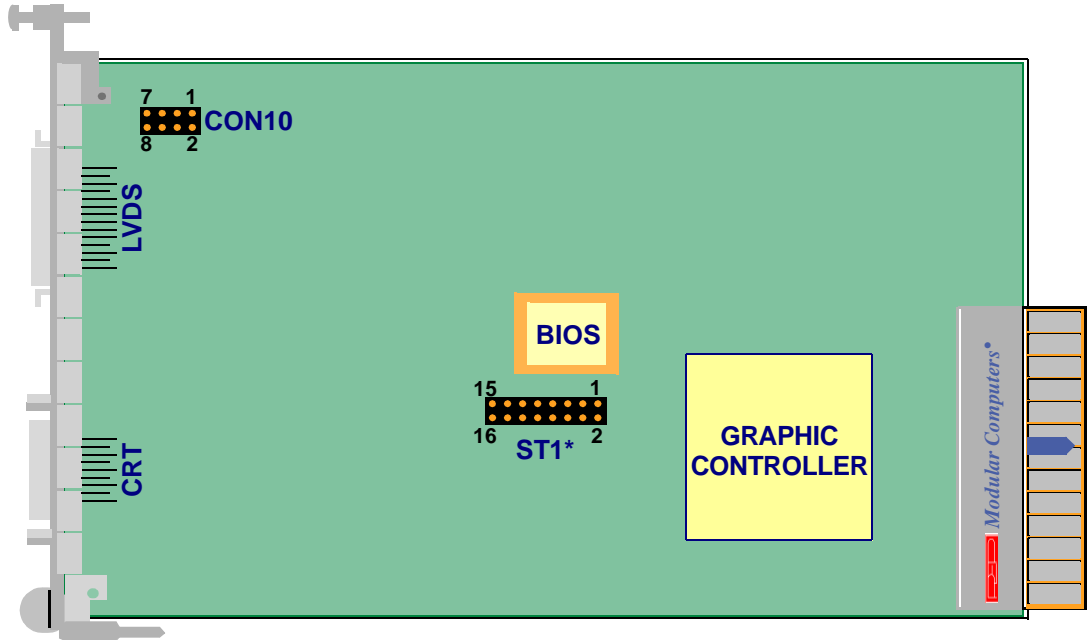 7 1
CON10
8 2
LVDS
BIOS
15 1
16 2
ST1*
GRAPHIC
CONTROLLER
CRT
Modular Computers®